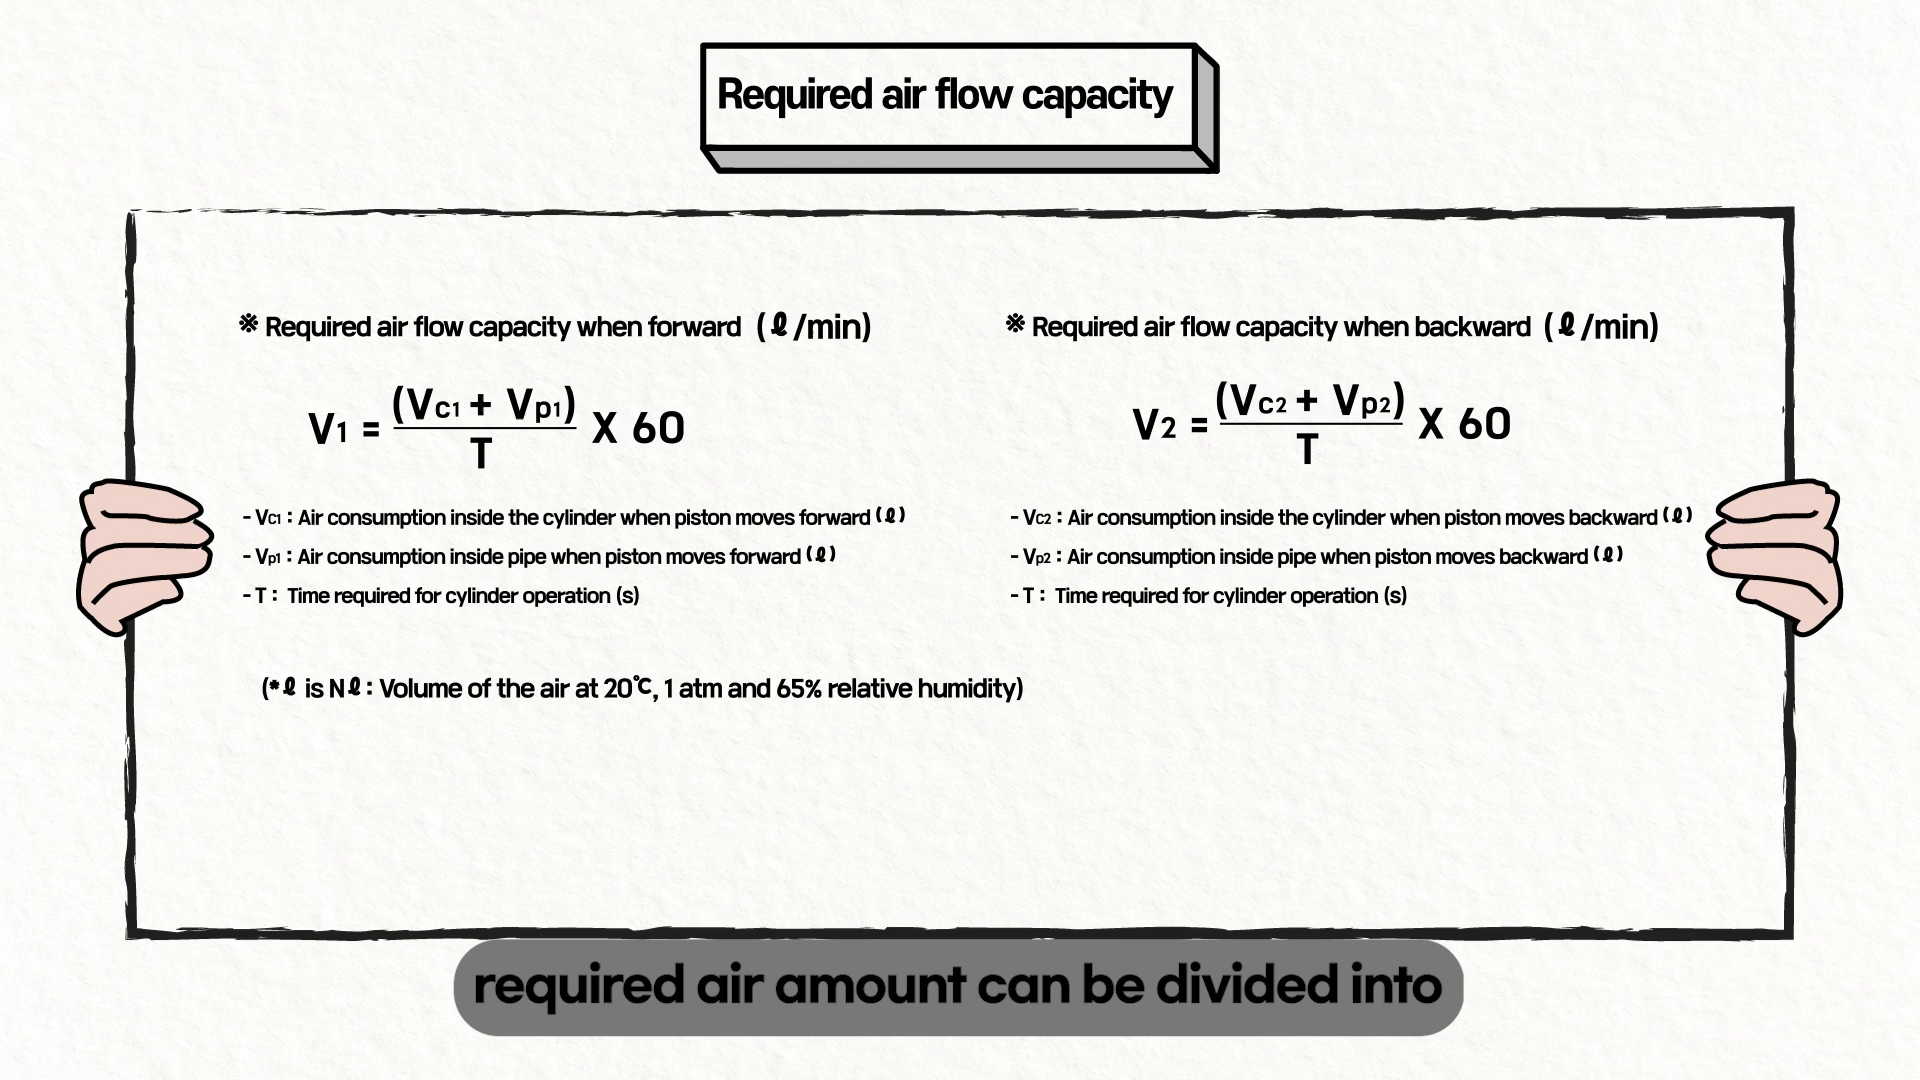 Required air flow capacity
※ Required air flow capacity when forward (ℓ/min)
V1 = (Vc1 + Vp1) / T X 60
- Vc1 : Air consumption inside the cylinder when piston moves forward (ℓ)
- Vp1 : Air consumption inside pipe when piston moves forward (ℓ)
- T : Time required for cylinder operation (s)
※ Required air flow capacity when backward (ℓ/min)
V2 = (Vc2 + Vp2) / T X 60
- Vc2 : Air consumption inside the cylinder when piston moves backward (ℓ)
- Vp2 : Air consumption inside pipe when piston moves backward (ℓ)
- T : Time required for cylinder operation (s)
(*ℓ is Nℓ : Volume of the air at 20℃, 1 atm and 65% relative humidity)
required air amount can be divided into